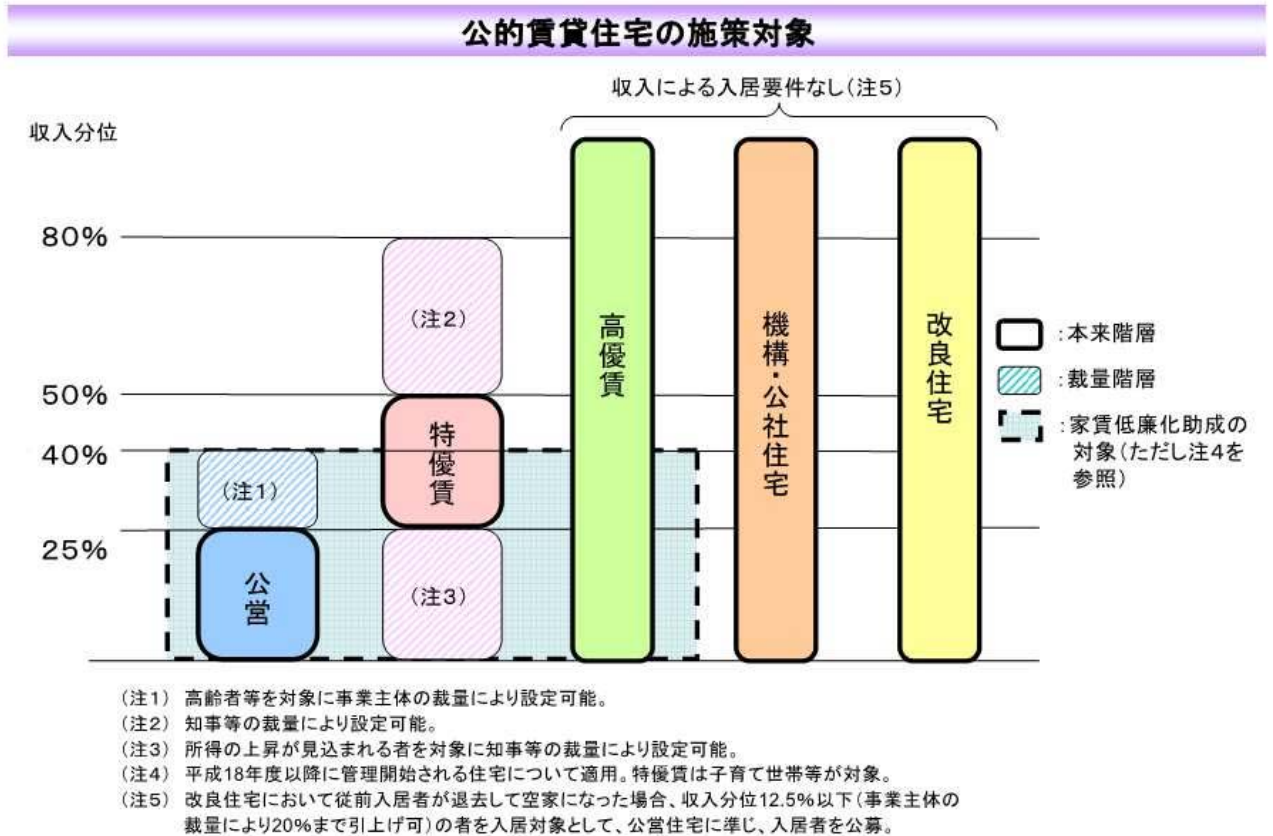 公的賃貸住宅の施策対象
収入による入居要件なし(注5)
収入分位
80%
50%
40%
25%
(注2)
特優賃
(注1)
公営
(注3)
高優賃
機構・公社住宅
改良住宅
:本来階層
:裁量階層
:家賃低廉化助成の
対象(ただし注4を
参照)
(注1) 高齢者等を対象に事業主体の裁量により設定可能。
(注2) 知事等の裁量により設定可能。
(注3) 所得の上昇が見込まれる者を対象に知事等の裁量により設定可能。
(注4) 平成18年度以降に管理開始される住宅について適用。特優賃は子育て世帯等が対象。
(注5) 改良住宅において従前入居者が退去して空家になった場合、収入分位12.5%以下(事業主体の
裁量により20%まで引上げ可)の者を入居対象として、公営住宅に準じ、入居者を公募。